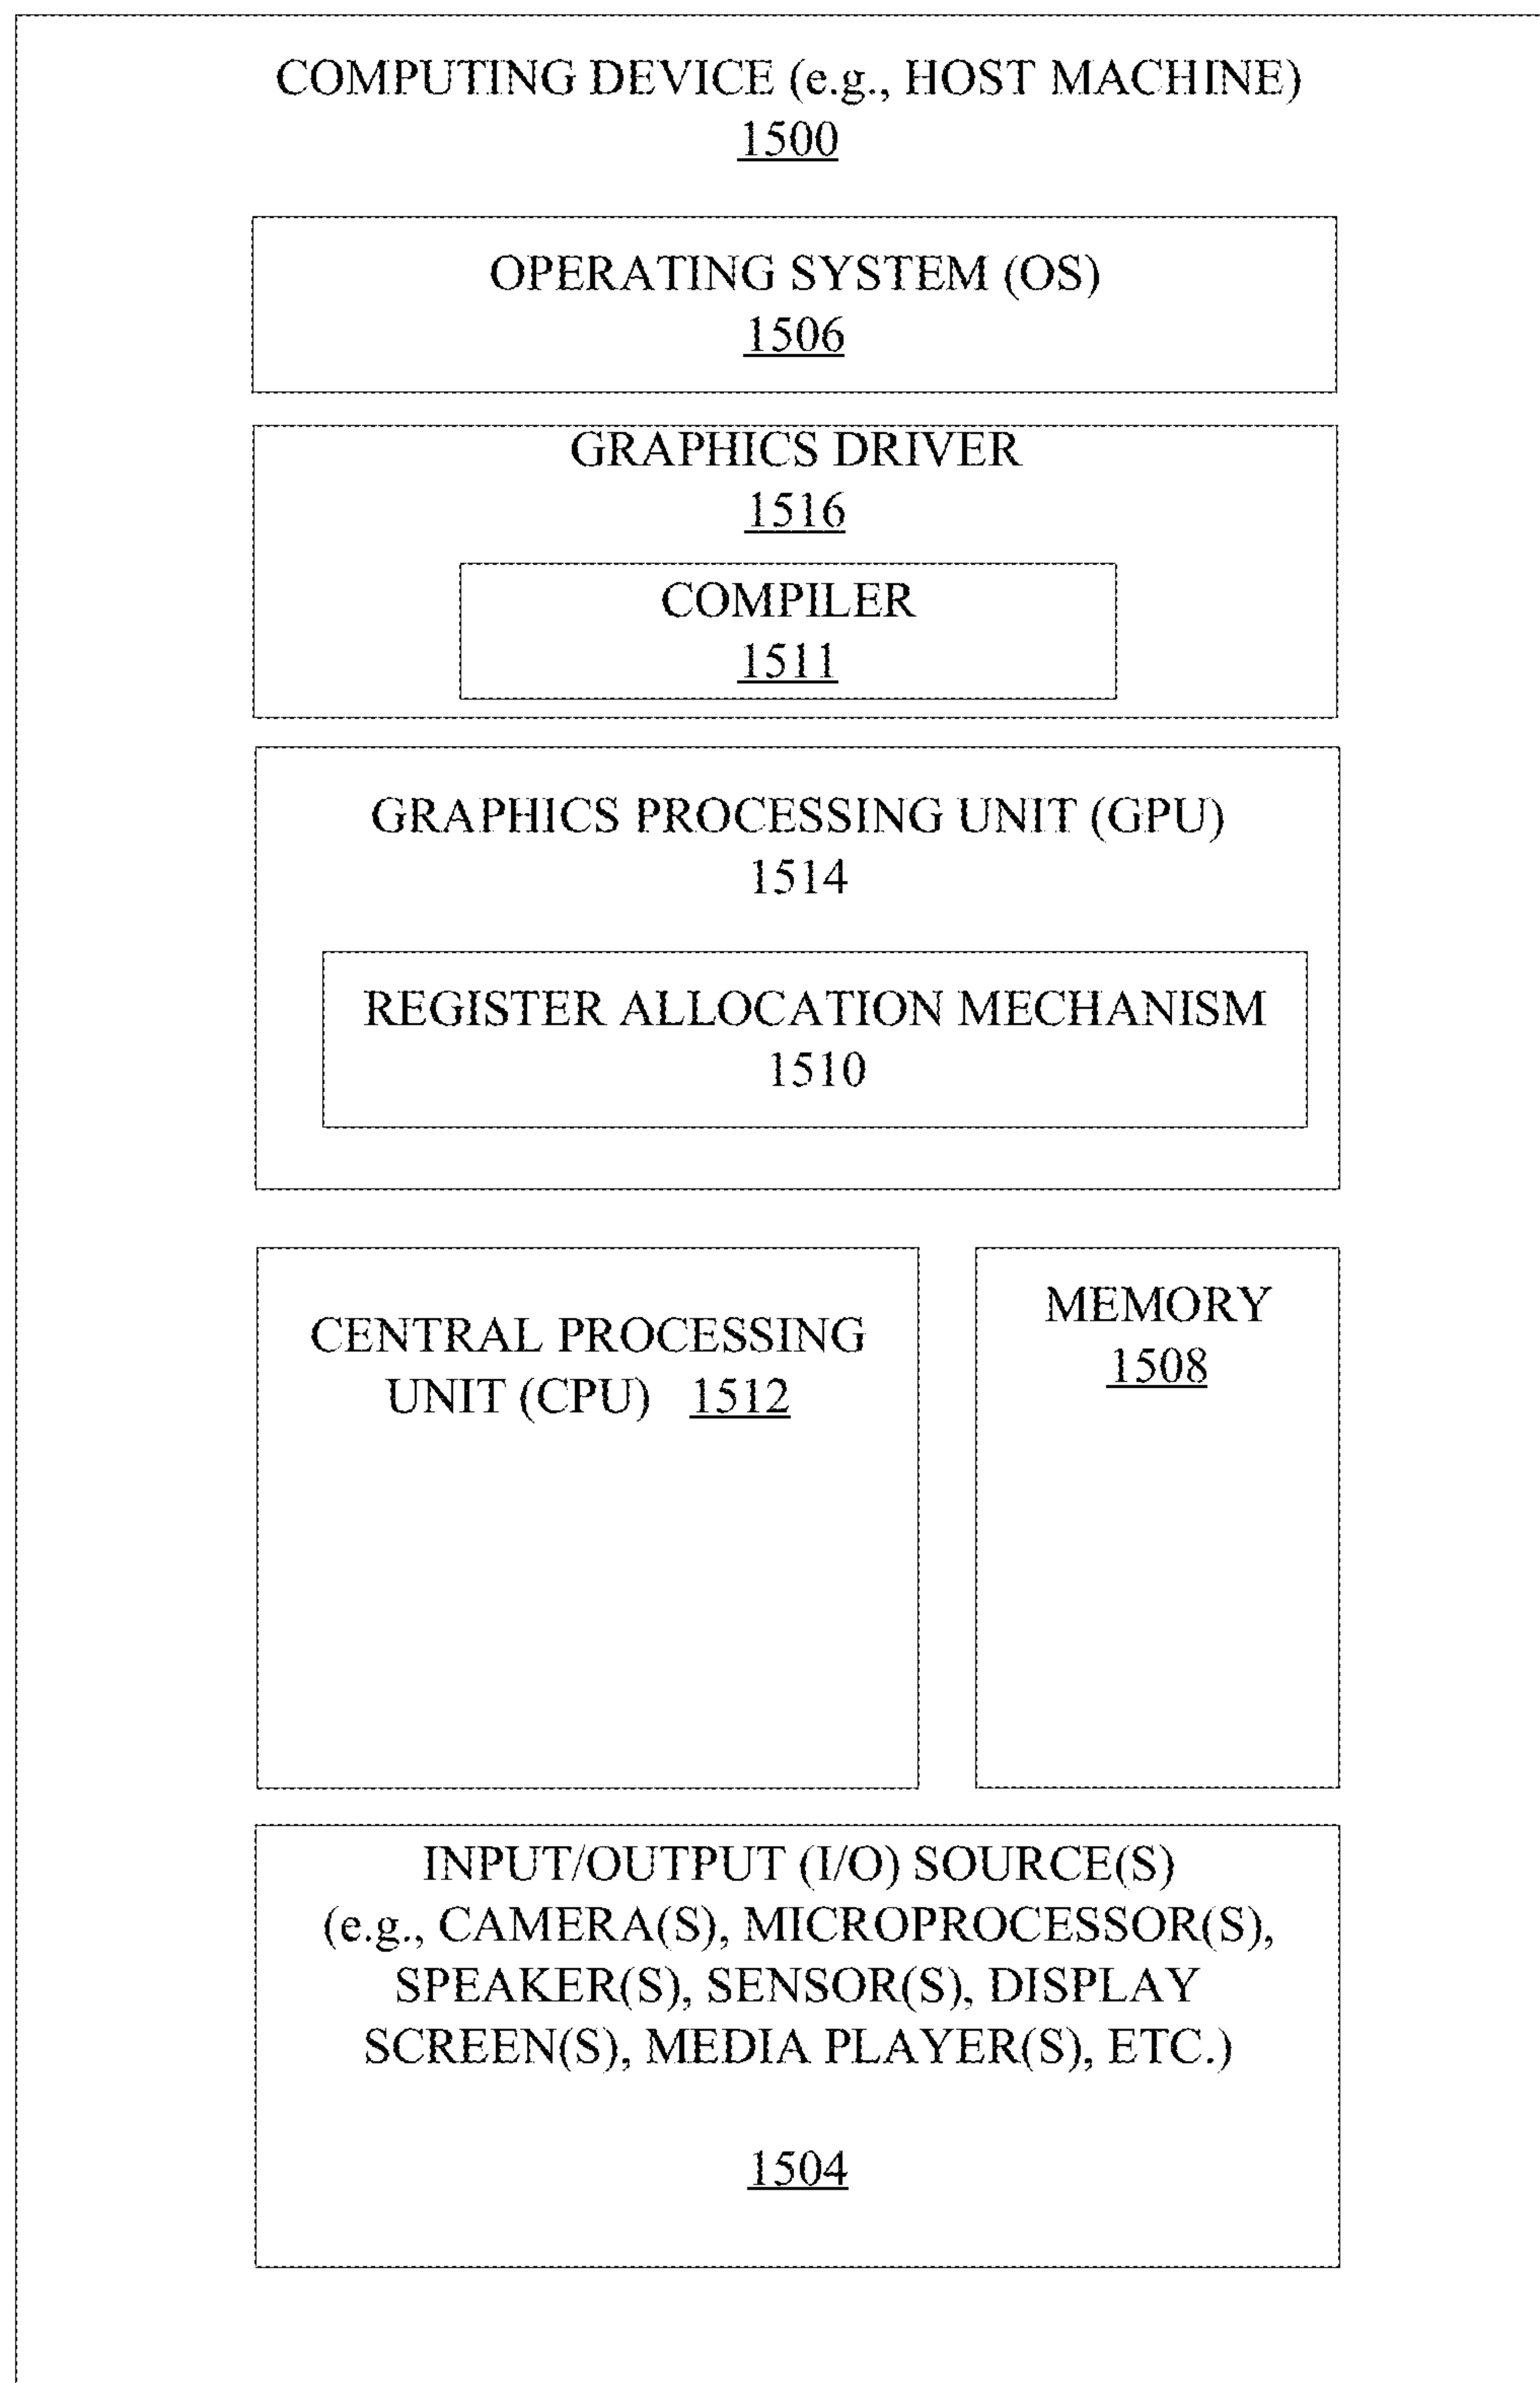 COMPUTING DEVICE (e.g., HOST MACHINE)
1500
OPERATING SYSTEM (OS)
1506
GRAPHICS DRIVER
1516
COMPILER
1511
GRAPHICS PROCESSING UNIT (GPU)
1514
REGISTER ALLOCATION MECHANISM
1510
CENTRAL PROCESSING
UNIT (CPU) 1512
MEMORY
1508
INPUT/OUTPUT (I/O) SOURCE(S)
(e.g., CAMERA(S), MICROPROCESSOR(S),
SPEAKER(S), SENSOR(S), DISPLAY
SCREEN(S), MEDIA PLAYER(S), ETC.)
1504